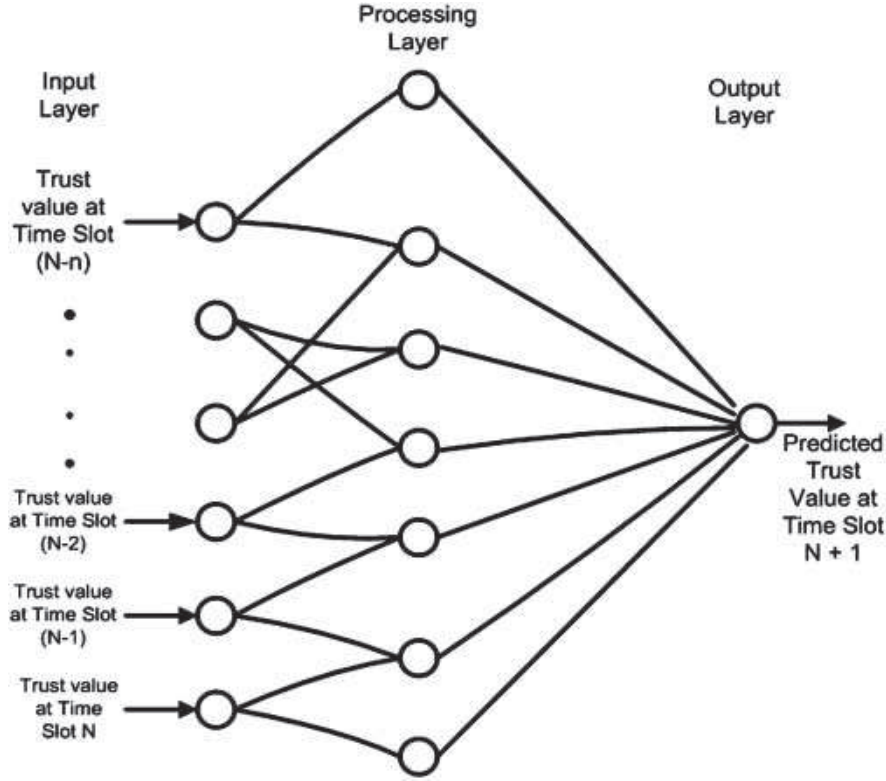 Processing
Layer
Input
Layer
Output
Layer
Trust
value at
Time Slot
(N-n)
Trust value
at Time Slot
(N-2)
Trust value
at Time Slot
(N-1)
Trust value
at Time
Slot N
Predicted
Trust
Value at
Time Slot
N + 1